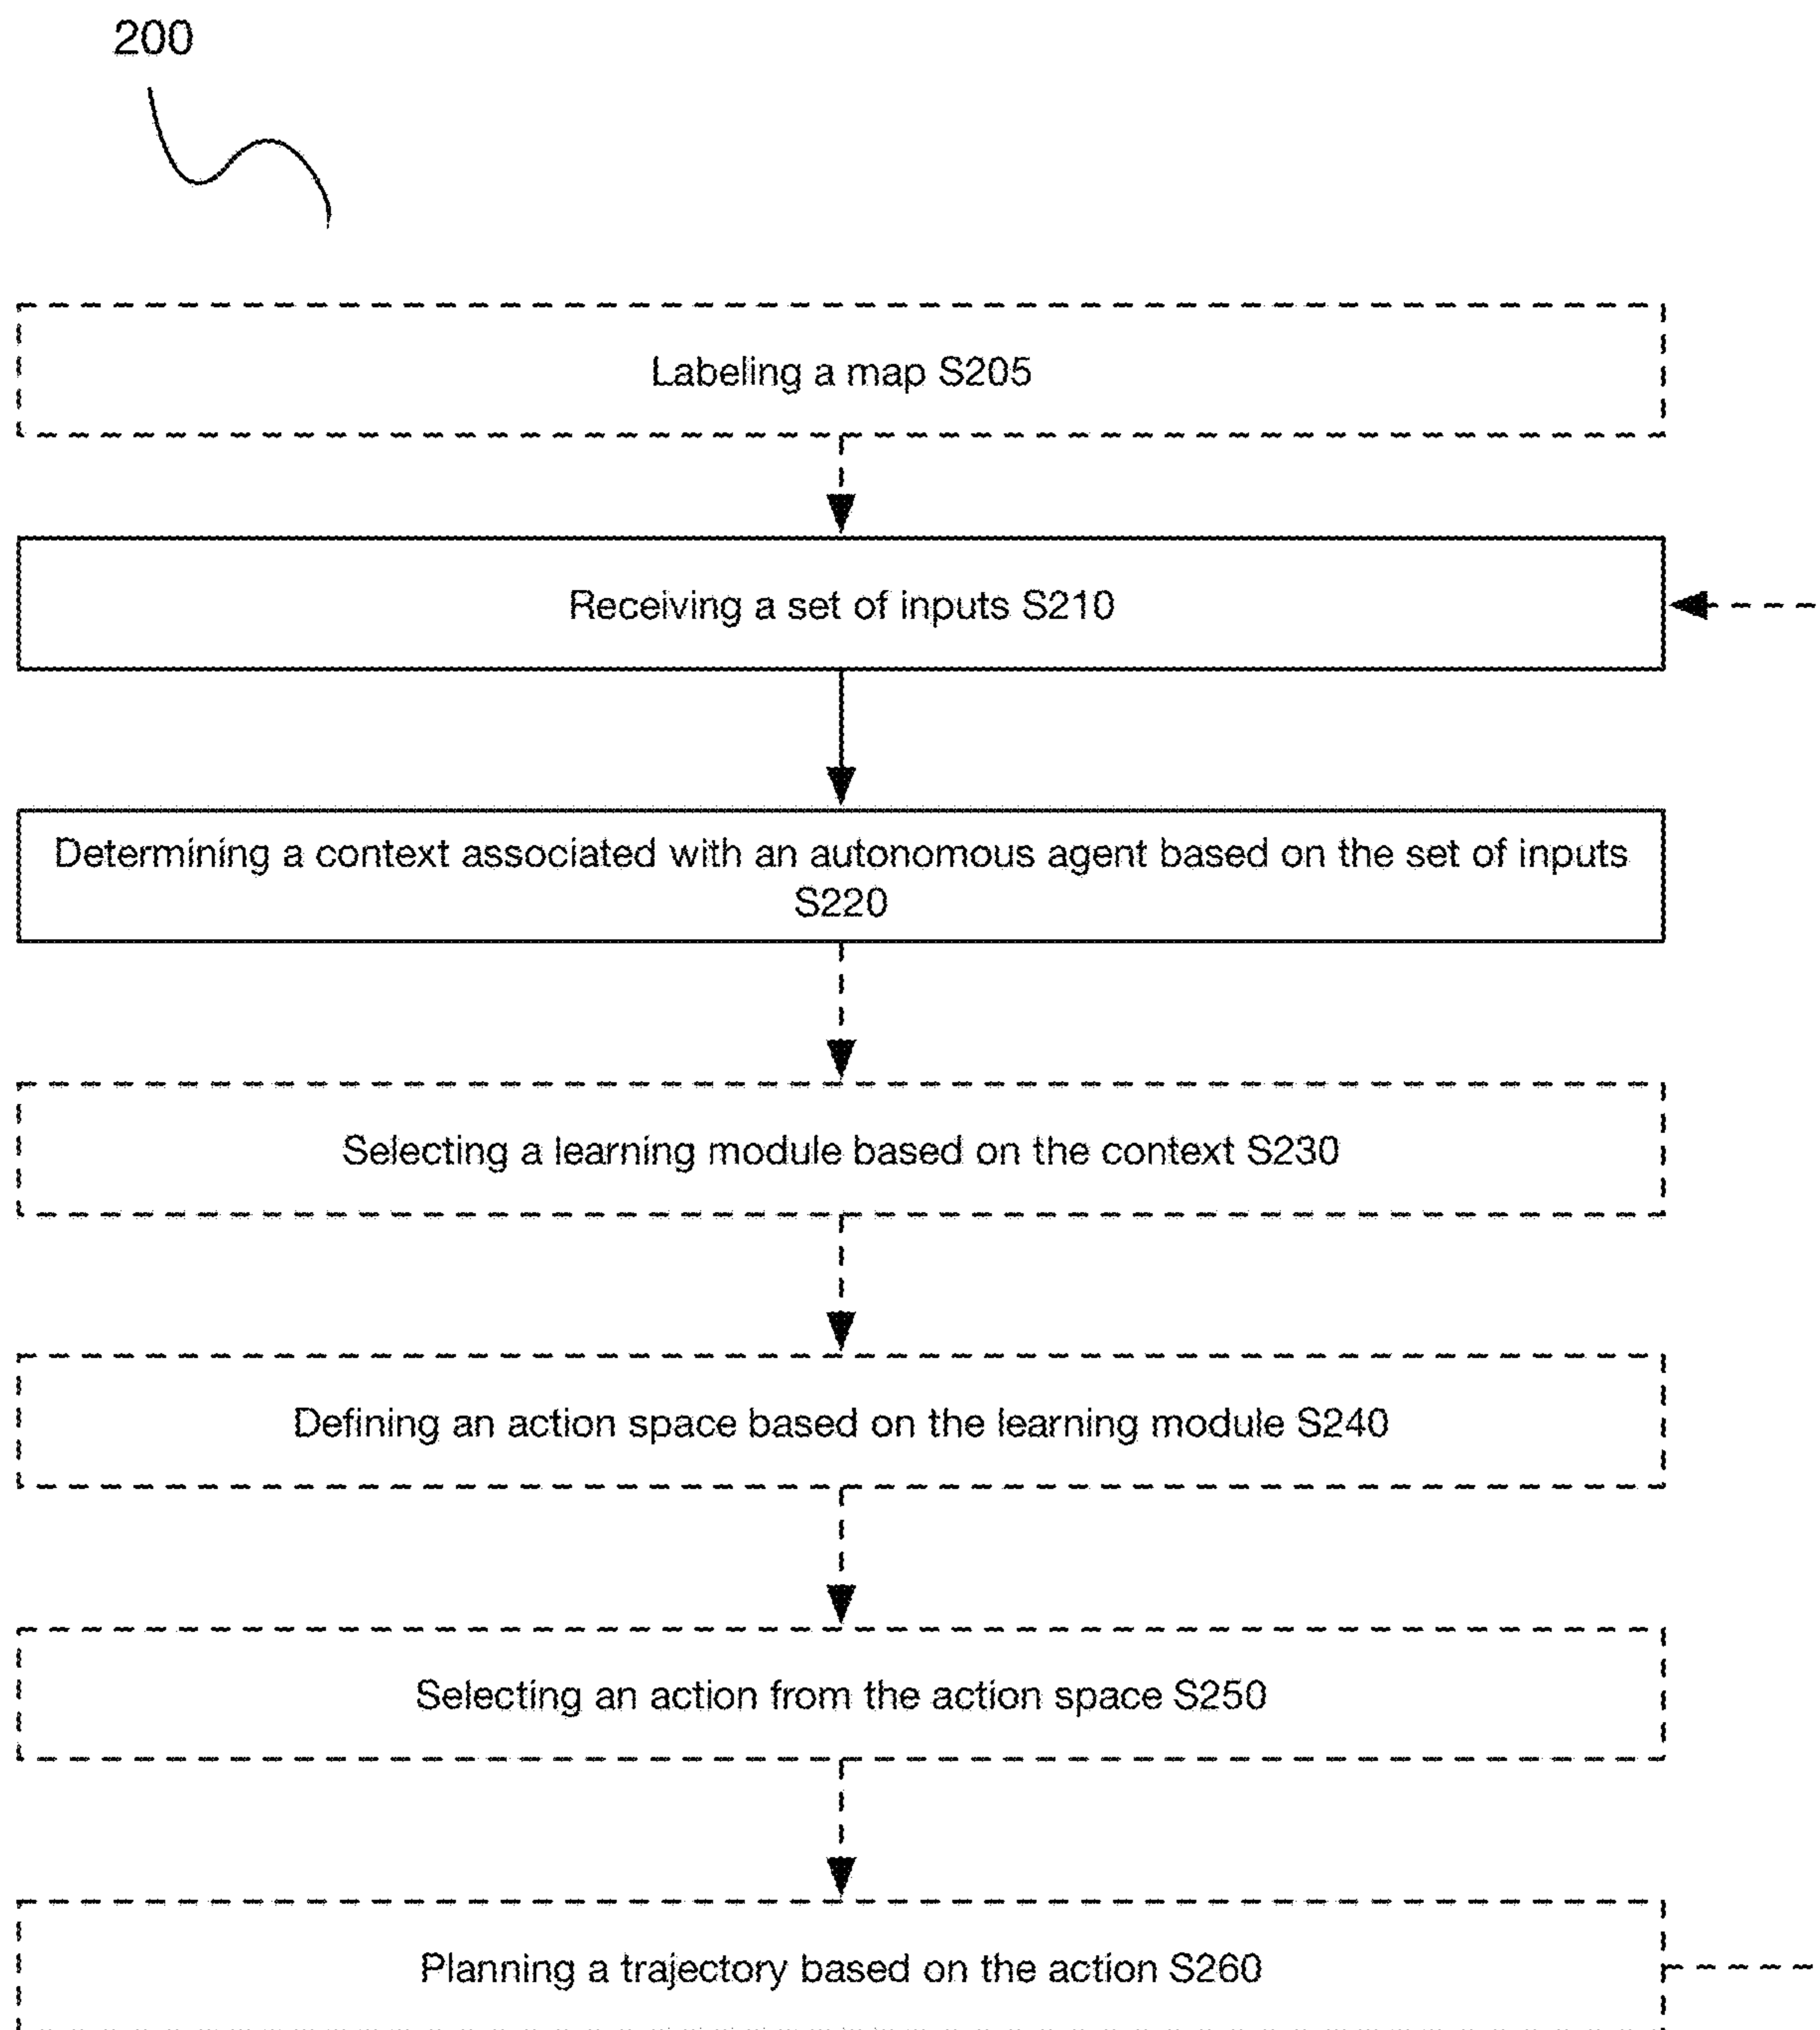 200
Labeling a map S205
Receiving a set of inputs S210
Determining a context associated with an autonomous agent based on the set of inputs
S220
Selecting a learning module based on the context S230
Defining an action space based on the learning module S240
Selecting an action from the action space S250
Planning a trajectory based on the action S260